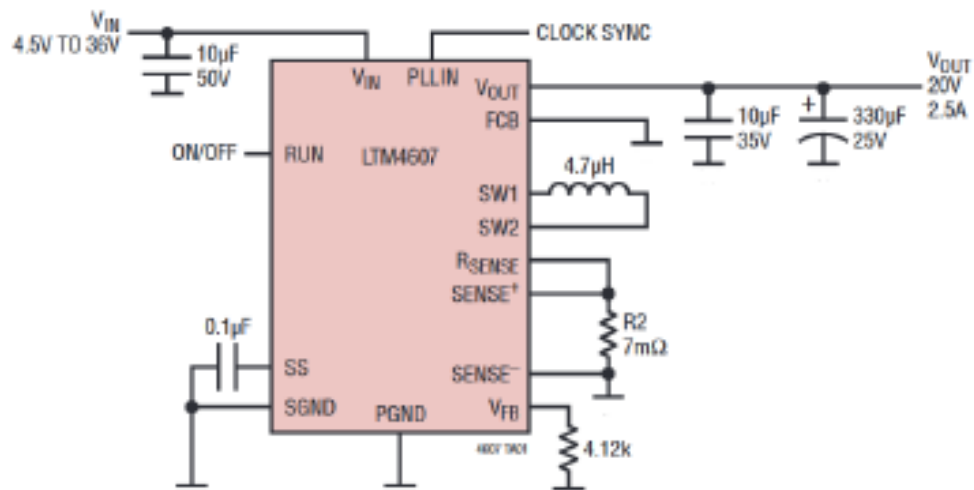 VIN
4.5V TO 36V
10µF
50V
CLOCK SYNC
VIN
PLLIN
VOUT
FCB
ON/OFF
RUN
LTM4607
VOUT
20V
2.5A
10µF
35V
+
330µF
25V
4.7µH
SW1
SW2
RSENSE
SENSE+
R2
7mΩ
0.1µF
SS
SENSE–
SGND
PGND
VFB
4607 TA01
4.12k